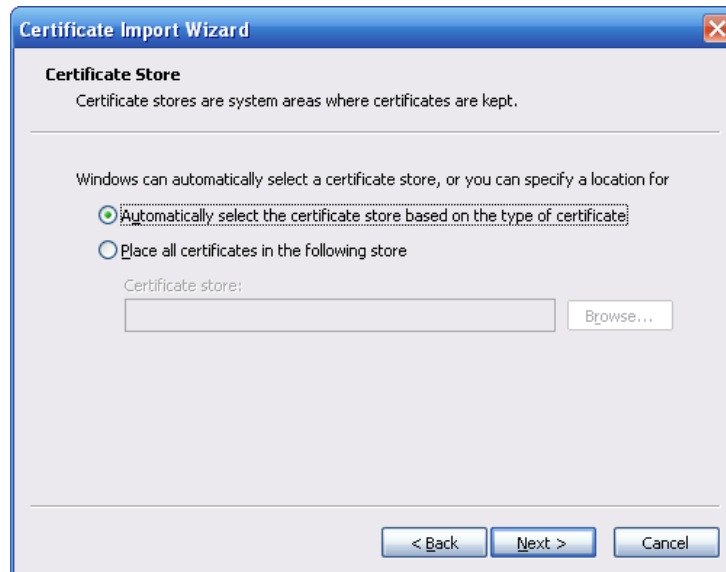 Certificate Import Wizard
Certificate Store
Certificate stores are system areas where certificates are kept.
Windows can automatically select a certificate store, or you can specify a location for
Automatically select the certificate store based on the type of certificate
Place all certificates in the following store
Certificate store:
Browse...
< Back Next > Cancel